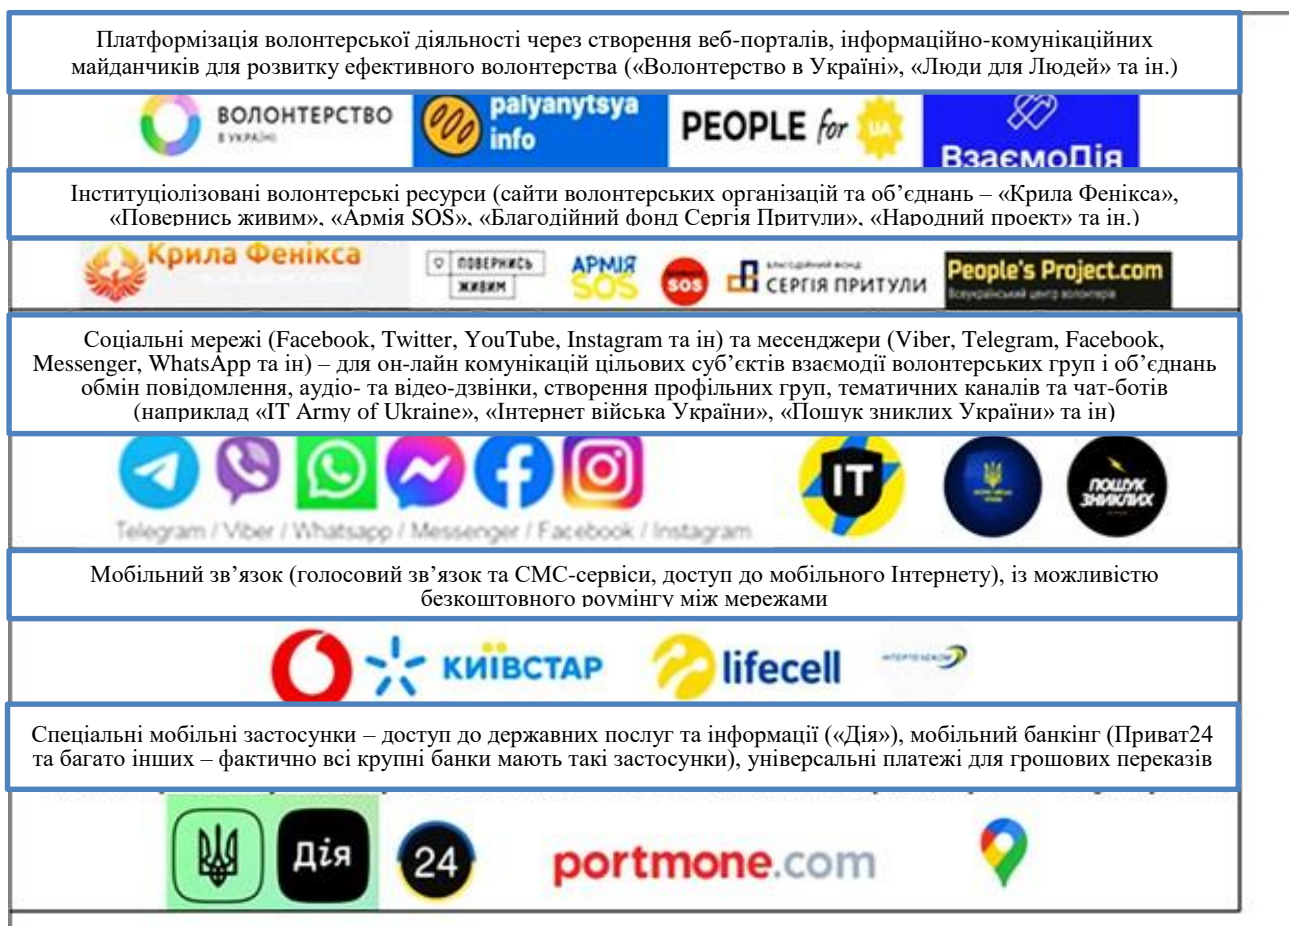 Платформізація волонтерської діяльності через створення веб-порталів, інформаційно-комунікаційних
майданчиків для розвитку ефективного волонтерства («Волонтерство в Україні», «Люди для Людей» та ін.)
ВОЛОНТЕРСТВО
В УКРАЇНІ
palyanytsya
info
PEOPLE for UA
ВзаємоДія
Інституціолізовані волонтерські ресурси (сайти волонтерських організацій та об’єднань – «Крила Фенікса»,
«Повернись живим», «Армія SOS», «Благодійний фонд Сергія Притули», «Народний проект» та ін.)
Крила Фенікса
ПОВЕРНИСЬ
ЖИВИМ
АРМІЯ
SOS
SOS
БЛАГОДІЙНИЙ ФОНД
СЕРГІЯ ПРИТУЛИ
People's Project.com
Всеукраїнський центр волонтерів
Соціальні мережі (Facebook, Twitter, YouTube, Instagram та ін) та месенджери (Viber, Telegram, Facebook,
Messenger, WhatsApp та ін) – для он-лайн комунікацій цільових суб’єктів взаємодії волонтерських груп і об’єднань
обмін повідомлення, аудіо- та відео-дзвінки, створення профільних груп, тематичних каналів та чат-ботів
(наприклад «IT Army of Ukraine», «Інтернет війська України», «Пошук зниклих України» та ін)
IT
ПОШУК
ЗНИКЛИХ
Telegram / Viber / Whatsapp / Messenger / Facebook / Instagram
Мобільний зв’язок (голосовий зв’язок та СМС-сервіси, доступ до мобільного Інтернету), із можливістю
безкоштовного роумінгу між мережами
КИЇВСТАР
lifecell
ІНТЕРТЕЛЕКОМ
Спеціальні мобільні застосунки – доступ до державних послуг та інформації («Дія»), мобільний банкінг (Приват24
та багато інших – фактично всі крупні банки мають такі застосунки), універсальні платежі для грошових переказів
Дія
24
portmone.com